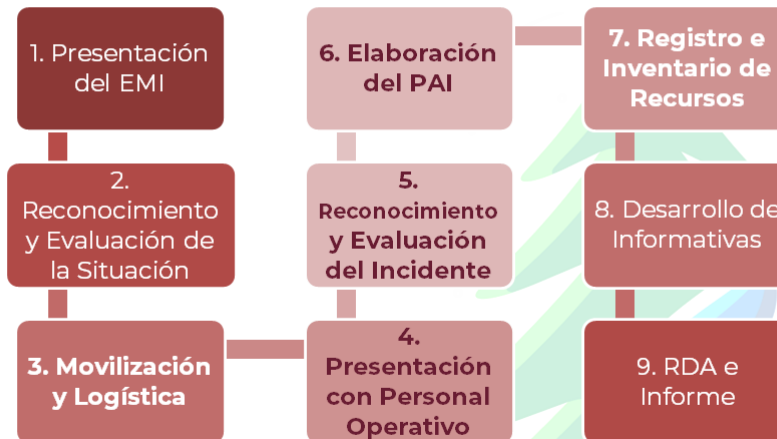 1. Presentación
del EMI
2.
Reconocimiento
y Evaluación de
la Situación
3. Movilización
y Logística
4.
Presentación
con Personal
Operativo
5.
Reconocimiento
y Evaluación
del Incidente
6. Elaboración
del PAI
7. Registro e
Inventario de
Recursos
8. Desarrollo de
Informativas
9. RDA e
Informe